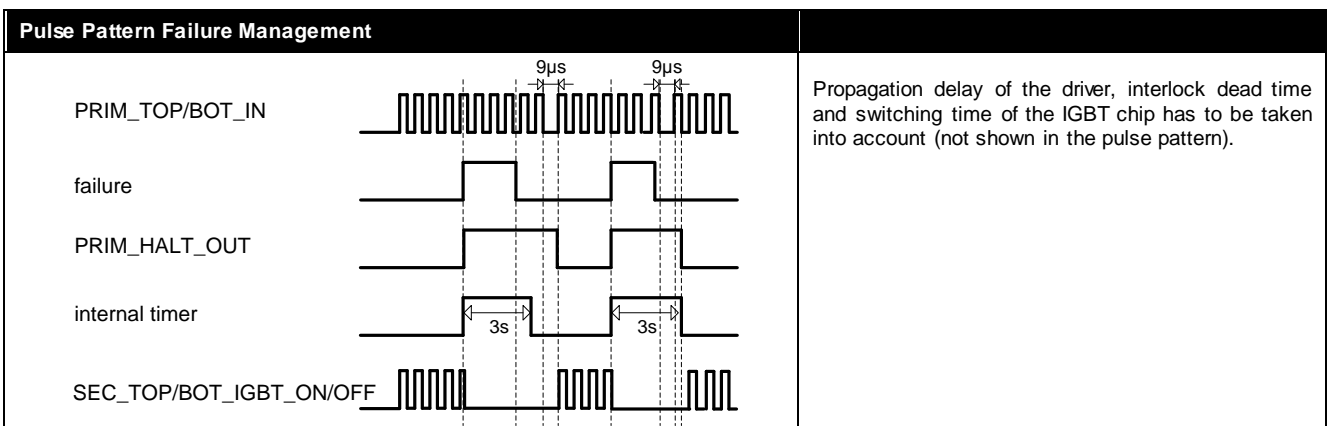 Pulse Pattern Failure Management
9µs 9µs
PRIM_TOP/BOT_IN
failure
PRIM_HALT_OUT
internal timer
3s 3s
SEC_TOP/BOT_IGBT_ON/OFF
Propagation delay of the driver, interlock dead time
and switching time of the IGBT chip has to be taken
into account (not shown in the pulse pattern).